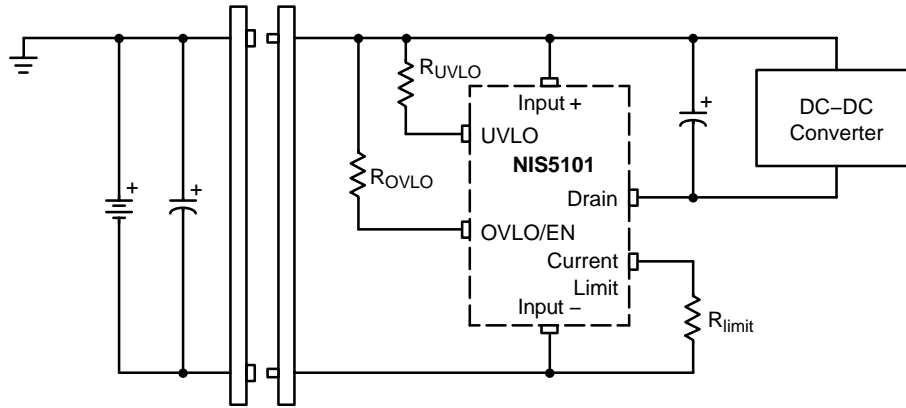 +
+
R_UVLO
R_OVLO
Input +
UVLO
NIS5101
Drain
OVLO/EN
Current
Limit
Input −
R_limit
+
DC−DC
Converter